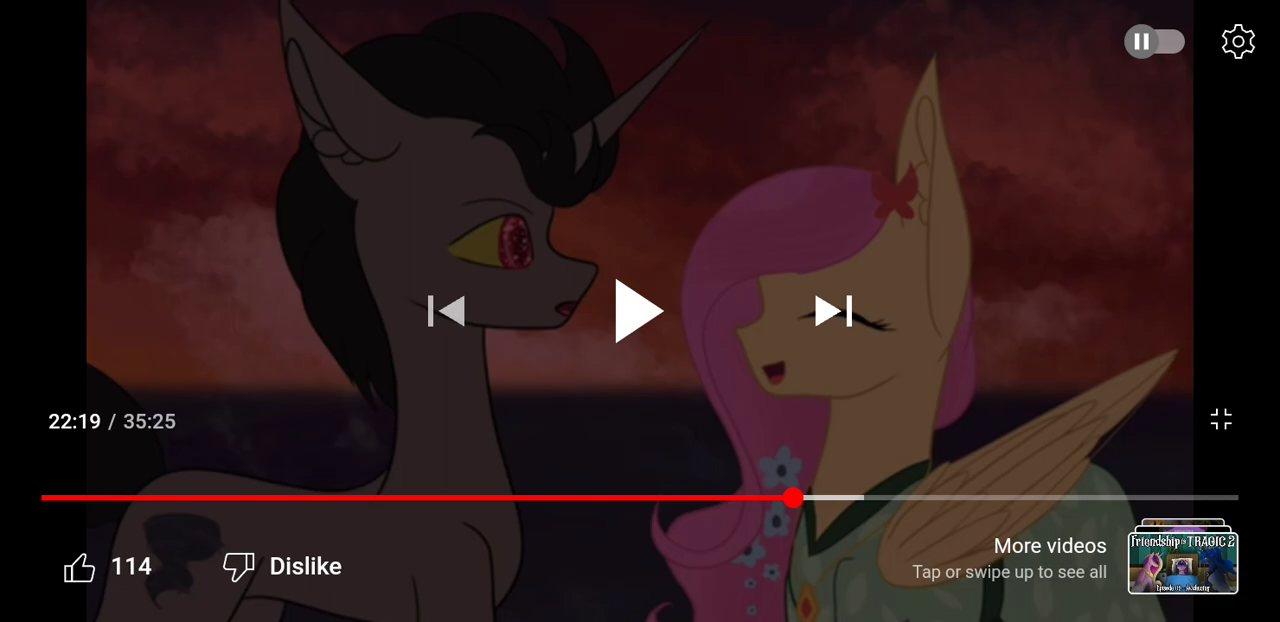 22:19 / 35:25
114
Dislike
More videos
Tap or swipe up to see all
friendship is TRAGIC 2